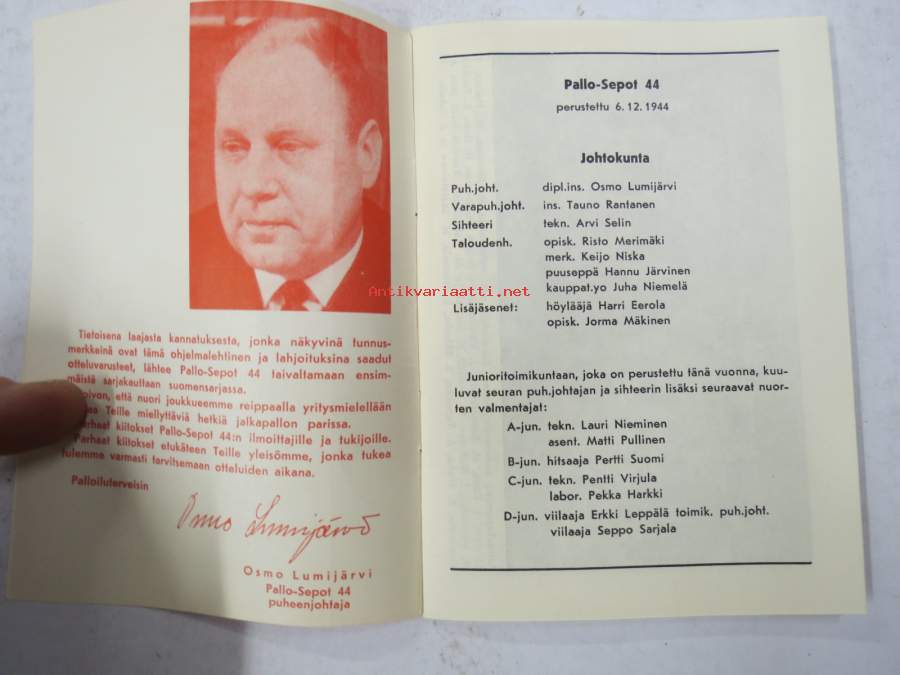 Tietoisena laajasta kannatuksesta, jonka näkyvinä tunnus-
merkkeinä ovat tämä ohjelmalehtinen ja lahjoituksina saadut
otteluvarusteet, lähtee Pallo-Sepot 44 taivaltamaan ensim-
mäistä sarjakauttaan suomensarjassa.
että nuori joukkueemme reippaalla yritysmielellään
Teille miellyttäviä hetkiä jalkapallon parissa.
kiitokset Pallo-Sepot 44:n ilmoittajille ja tukijoille.
Parhaat kiitokset etukäteen Teille yleisömme, jonka tukea
tulemme varmasti tarvitsemaan otteluiden aikana.
Palloiluterveisin
Osmo Lumijärvi
Osmo Lumijärvi
Pallo-Sepot 44
puheenjohtaja
Pallo-Sepot 44
perustettu 6.12.1944
Johtokunta
Puh.joht. dipl.ins. Osmo Lumijärvi
Varapuh.joht. ins. Tauno Rantanen
Sihteeri tekn. Arvi Selin
Taloudenh. opisk. Risto Merimäki
merk. Keijo Niska
puuseppä Hannu Järvinen
kauppat.yo Juha Niemelä
Lisäjäsenet: höylääjä Harri Eerola
opisk. Jorma Mäkinen
Junioritoimikuntaan, joka on perustettu tänä vuonna, kuu-
luvat seuran puh.johtajan ja sihteerin lisäksi seuraavat nuor-
ten valmentajat:
A-jun. tekn. Lauri Nieminen
asent. Matti Pullinen
B-jun. hitsaaja Pertti Suomi
C-jun. tekn. Pentti Virjula
labor. Pekka Harkki
D-jun. viilaaja Erkki Leppälä toimik. puh.joht.
viilaaja Seppo Sarjala
Antikvariaatti.net